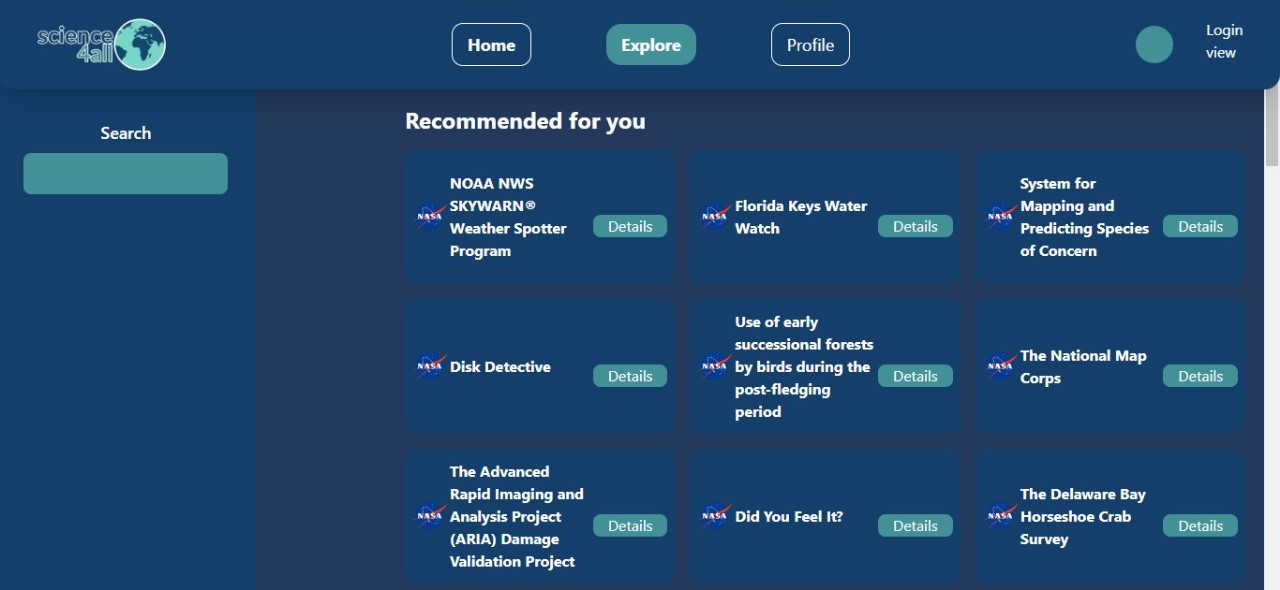 science
4all
Home
Explore
Profile
Login
view
Search
Recommended for you
NASA
NOAA NWS
SKYWARN®
Weather Spotter
Program
Details
NASA
Florida Keys Water
Watch
Details
NASA
System for
Mapping and
Predicting Species
of Concern
Details
NASA
Disk Detective
Details
NASA
Use of early
successional forests
by birds during the
post-fledging
period
Details
NASA
The National Map
Corps
Details
NASA
The Advanced
Rapid Imaging and
Analysis Project
(ARIA) Damage
Validation Project
Details
NASA
Did You Feel It?
Details
NASA
The Delaware Bay
Horseshoe Crab
Survey
Details